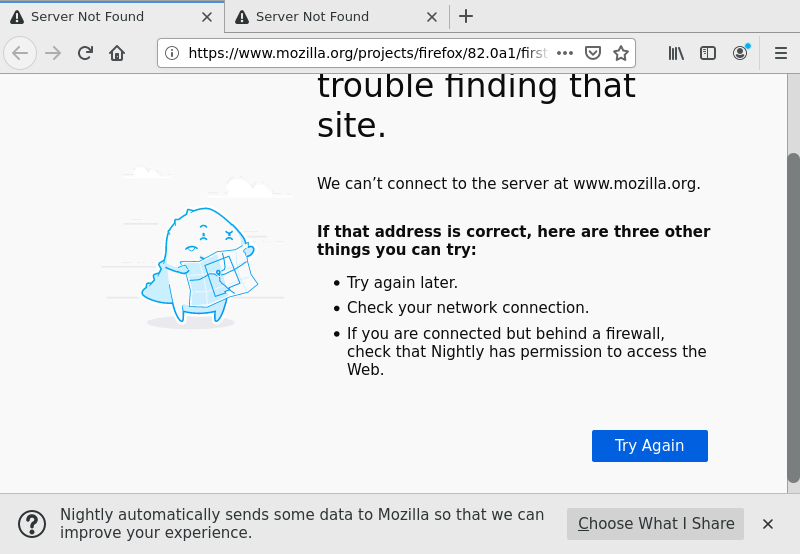 Server Not Found
Server Not Found
https://www.mozilla.org/projects/firefox/82.0a1/first
trouble finding that
site.
We can’t connect to the server at www.mozilla.org.
If that address is correct, here are three other
things you can try:
• Try again later.
• Check your network connection.
• If you are connected but behind a firewall,
check that Nightly has permission to access the
Web.
Try Again
Nightly automatically sends some data to Mozilla so that we can
improve your experience.
Choose What I Share